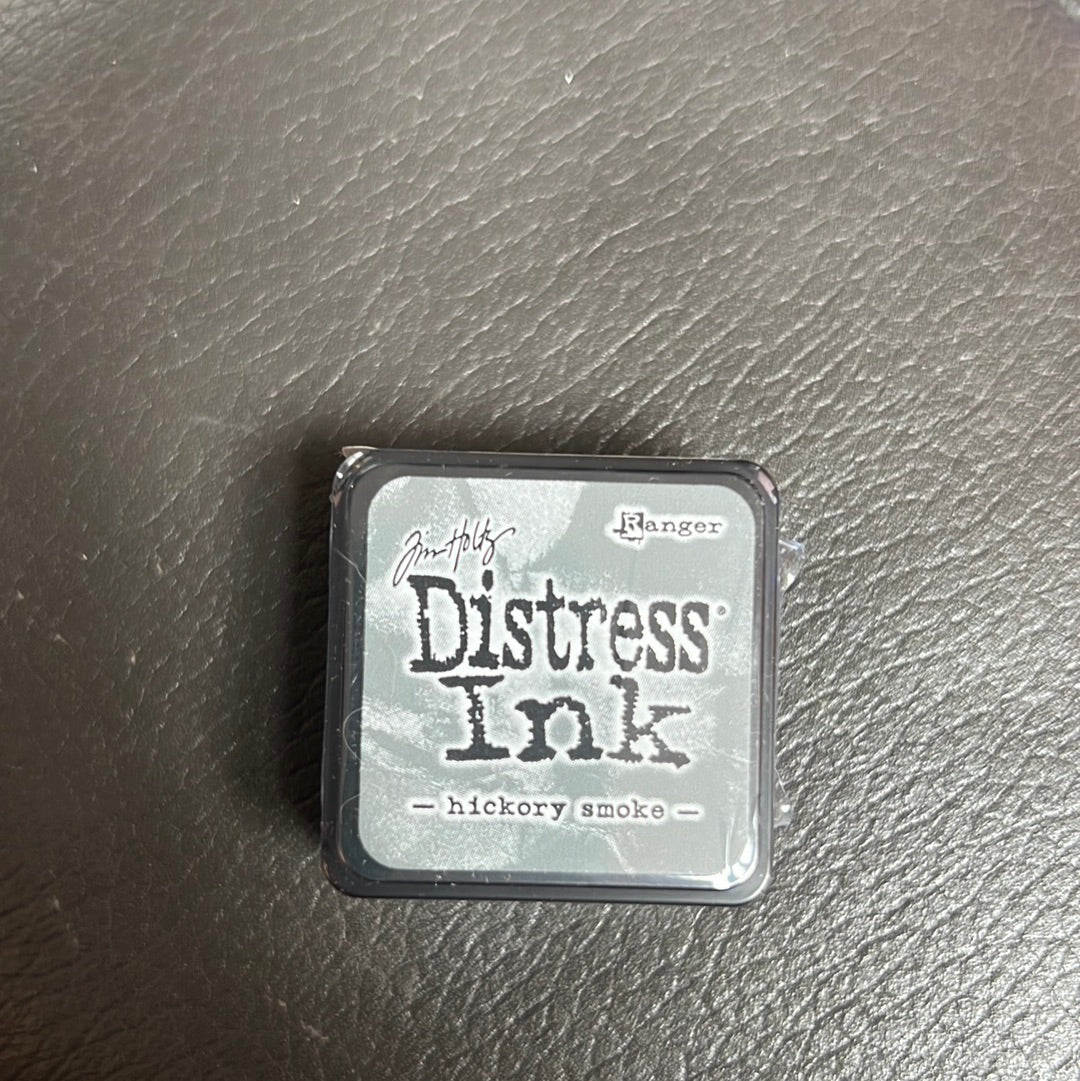 Ranger
Tim Holtz
Distress®
Ink
— hickory smoke —